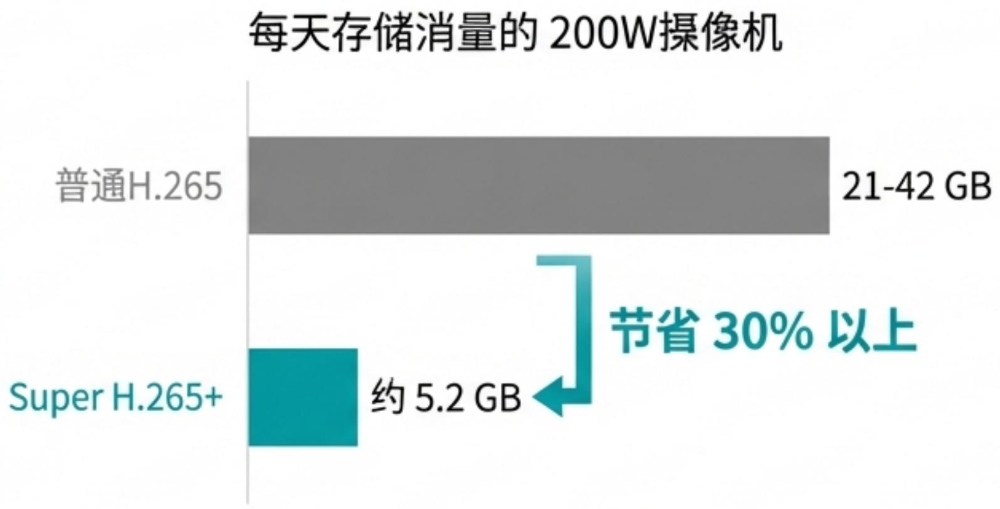 每天存储消量的 200W摄像机
普通H.265
21-42 GB
节省 30% 以上
Super H.265+
约 5.2 GB